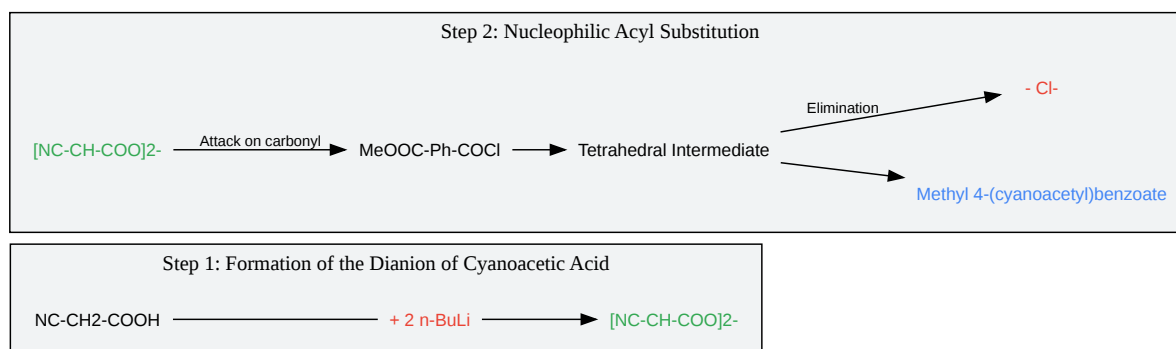 Step 2: Nucleophilic Acyl Substitution
- Cl-
Elimination
[NC-CH-COO]2-
Attack on carbonyl
MeOOC-Ph-COCl
Tetrahedral Intermediate
Methyl 4-(cyanoacetyl)benzoate
Step 1: Formation of the Dianion of Cyanoacetic Acid
NC-CH2-COOH
+ 2 n-BuLi
[NC-CH-COO]2-